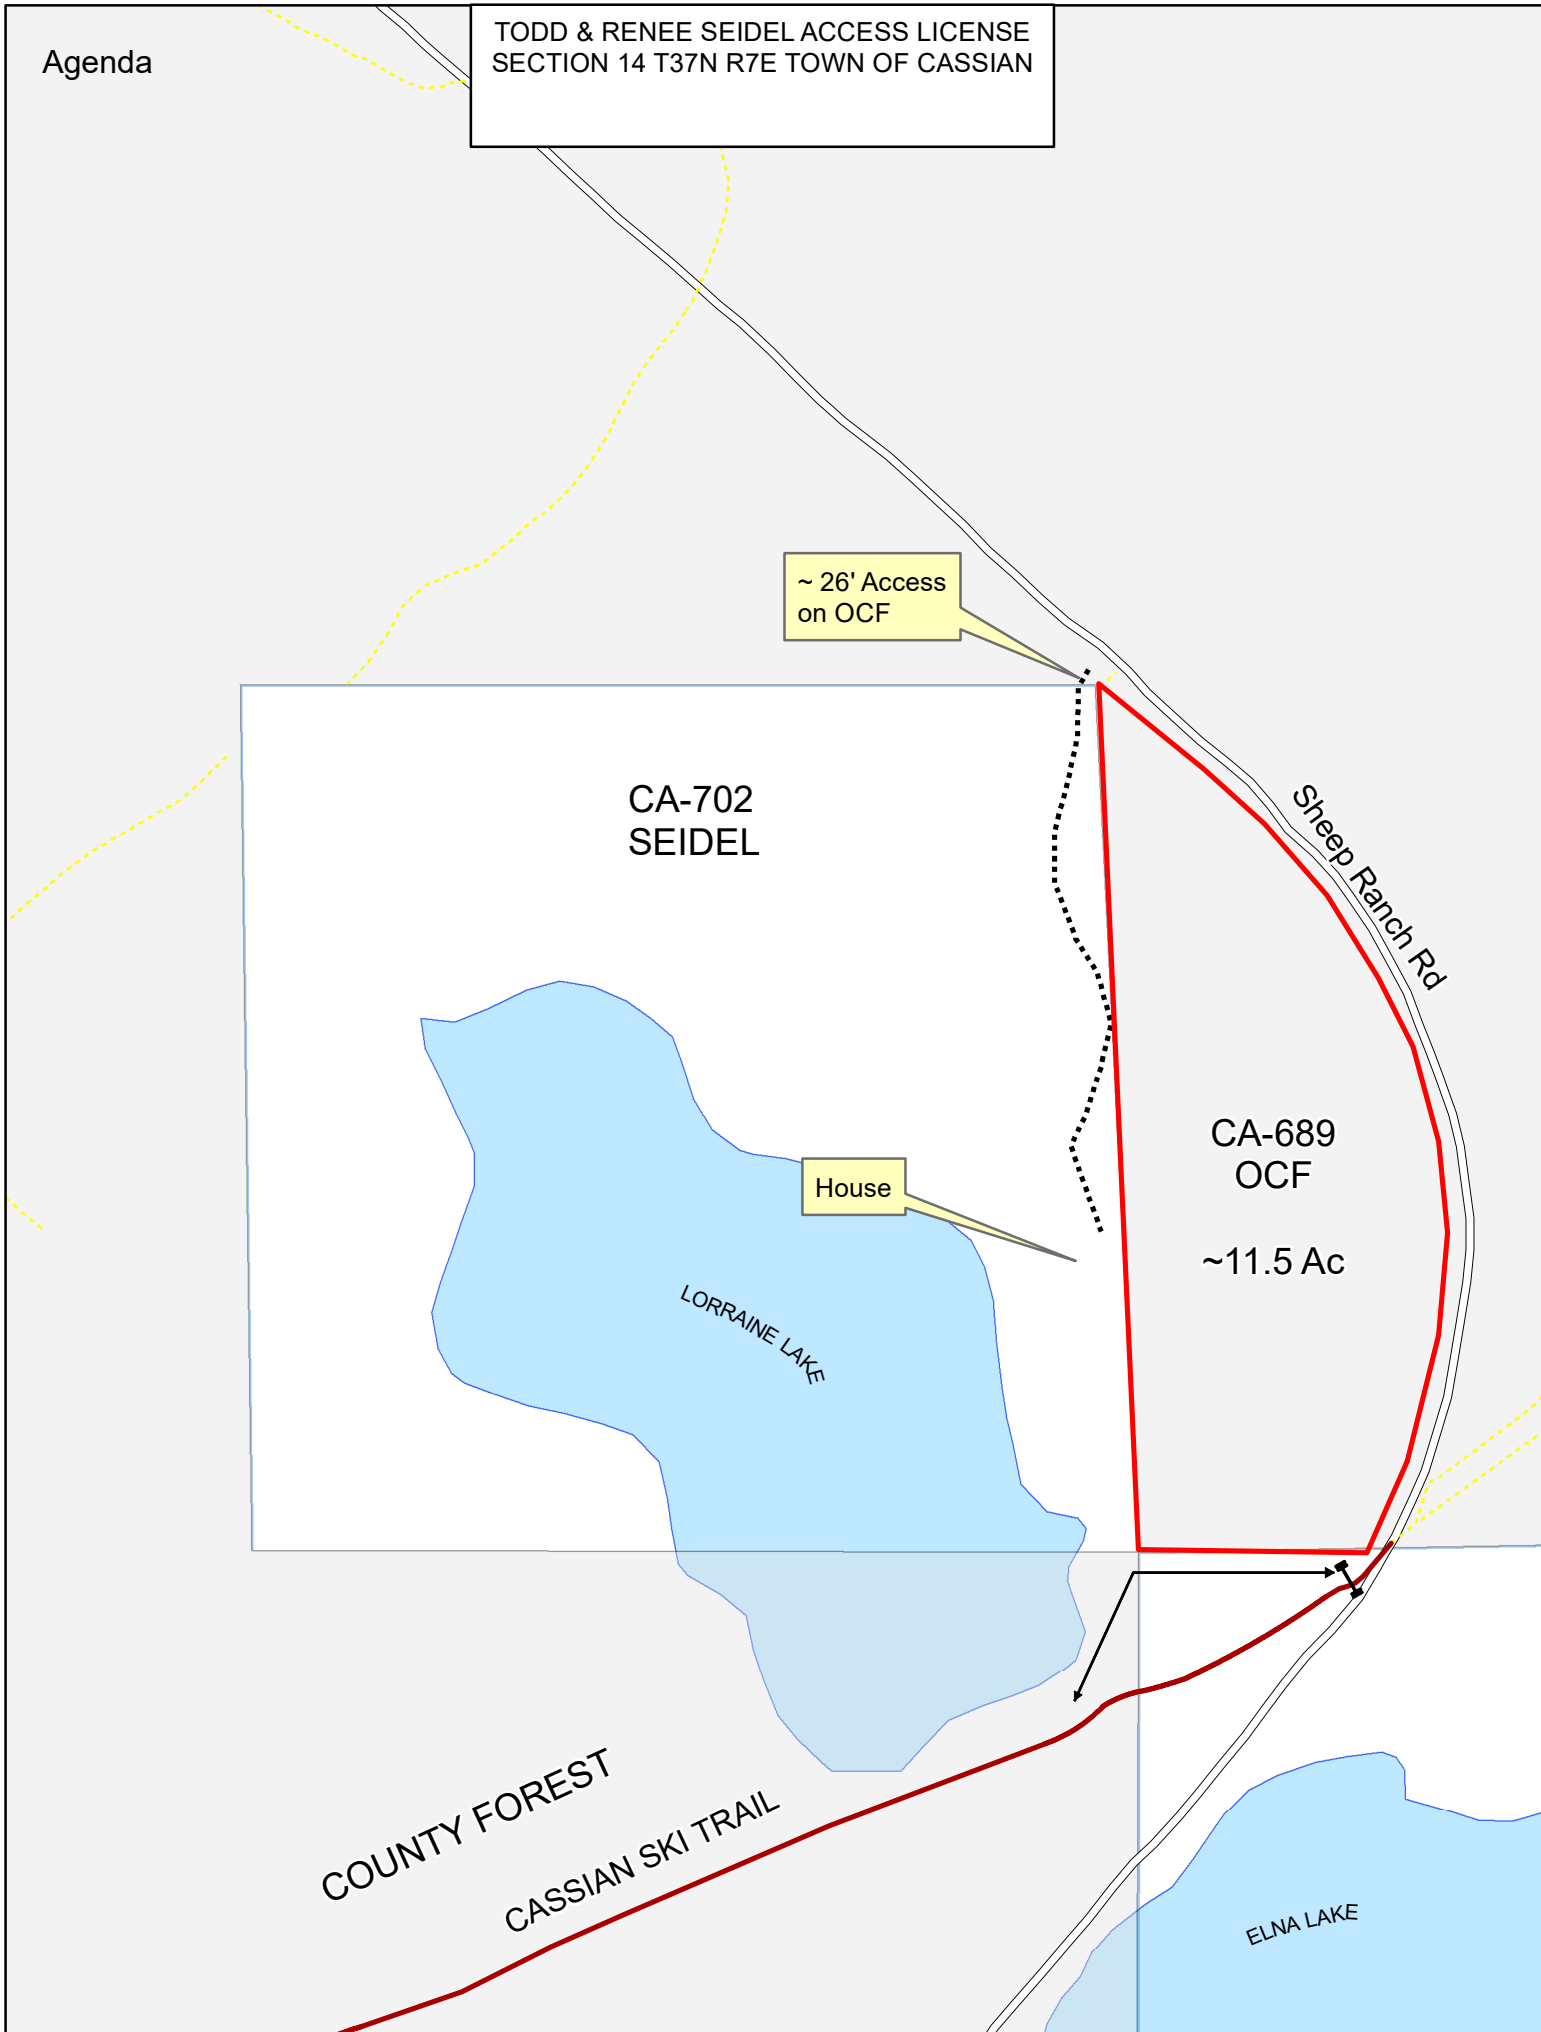 Agenda
TODD & RENEE SEIDEL ACCESS LICENSE
SECTION 14 T37N R7E TOWN OF CASSIAN
~ 26' Access
on OCF
CA-702
SEIDEL
Sheep Ranch Rd
CA-689
OCF
~11.5 Ac
House
LORRAINE LAKE
COUNTY FOREST
CASSIAN SKI TRAIL
ELNA LAKE